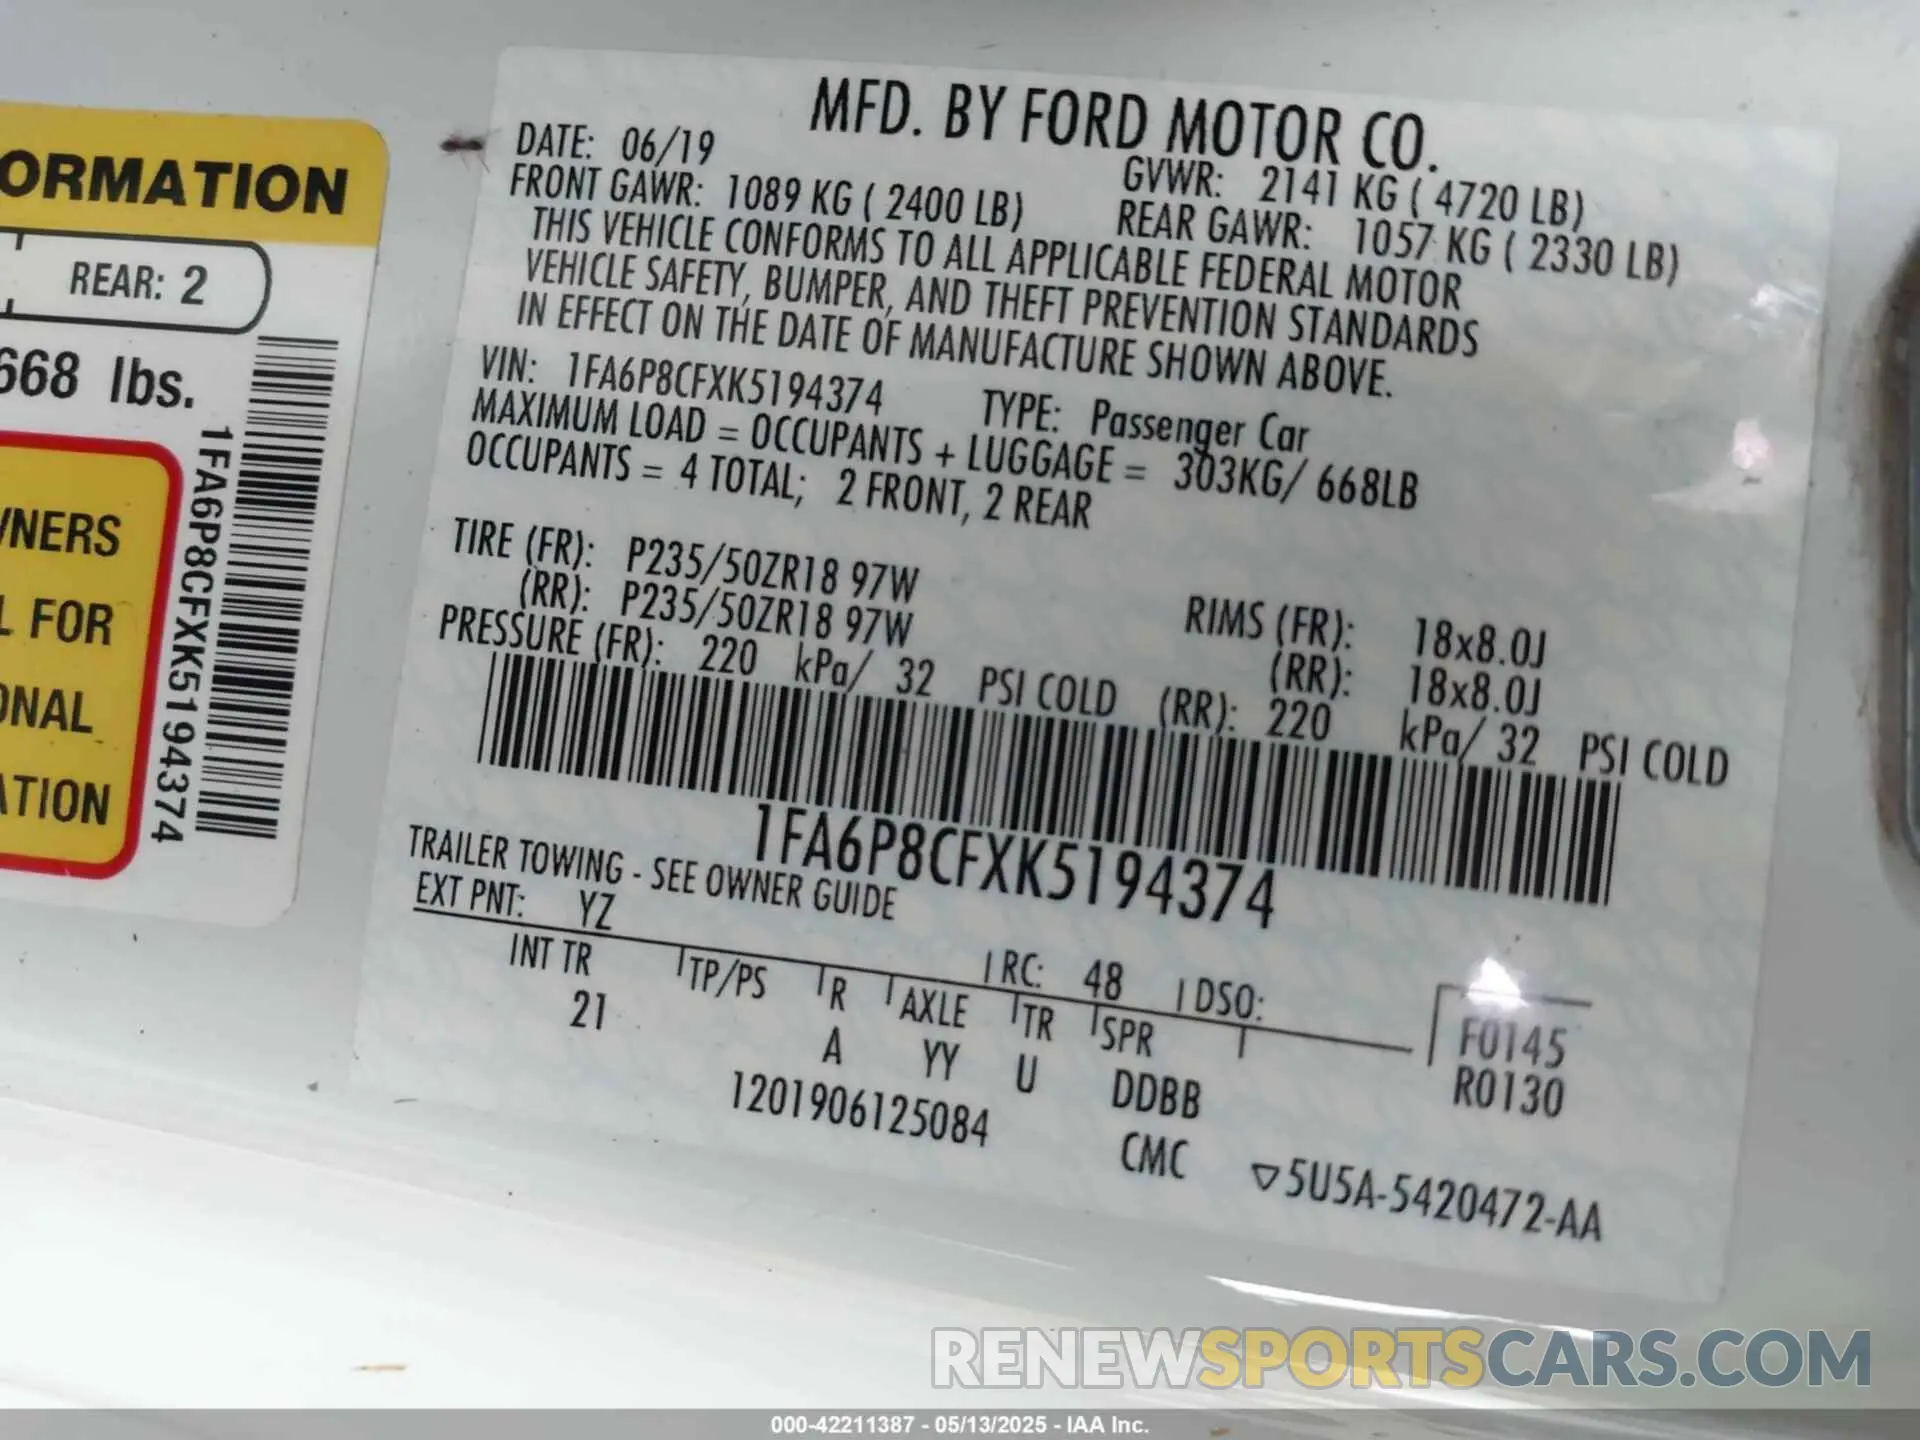 ORMATION
REAR: 2
668 lbs.
WNERS
L FOR
ONAL
ATION
1FA6P8CFXK5194374
MFD. BY FORD MOTOR CO.
DATE: 06/19 GVWR: 2141 KG ( 4720 LB)
FRONT GAWR: 1089 KG ( 2400 LB) REAR GAWR: 1057 KG ( 2330 LB)
THIS VEHICLE CONFORMS TO ALL APPLICABLE FEDERAL MOTOR
VEHICLE SAFETY, BUMPER, AND THEFT PREVENTION STANDARDS
IN EFFECT ON THE DATE OF MANUFACTURE SHOWN ABOVE.
VIN: 1FA6P8CFXK5194374 TYPE: Passenger Car
MAXIMUM LOAD = OCCUPANTS + LUGGAGE = 303KG/ 668LB
OCCUPANTS = 4 TOTAL; 2 FRONT, 2 REAR
TIRE (FR): P235/50ZR18 97W RIMS (FR): 18x8.0J
(RR): P235/50ZR18 97W (RR): 18x8.0J
PRESSURE (FR): 220 kPa/ 32 PSI COLD (RR): 220 kPa/ 32 PSI COLD
1FA6P8CFXK5194374
TRAILER TOWING - SEE OWNER GUIDE
EXT PNT: YZ RC: 48 DSO:
INT TR TP/PS R AXLE TR SPR F0145
21 A YY U DDBB R0130
1201906125084 CMC ▽5U5A-5420472-AA
RENEWSPORTSCARS.COM
000-42211387 - 05/13/2025 - IAA Inc.